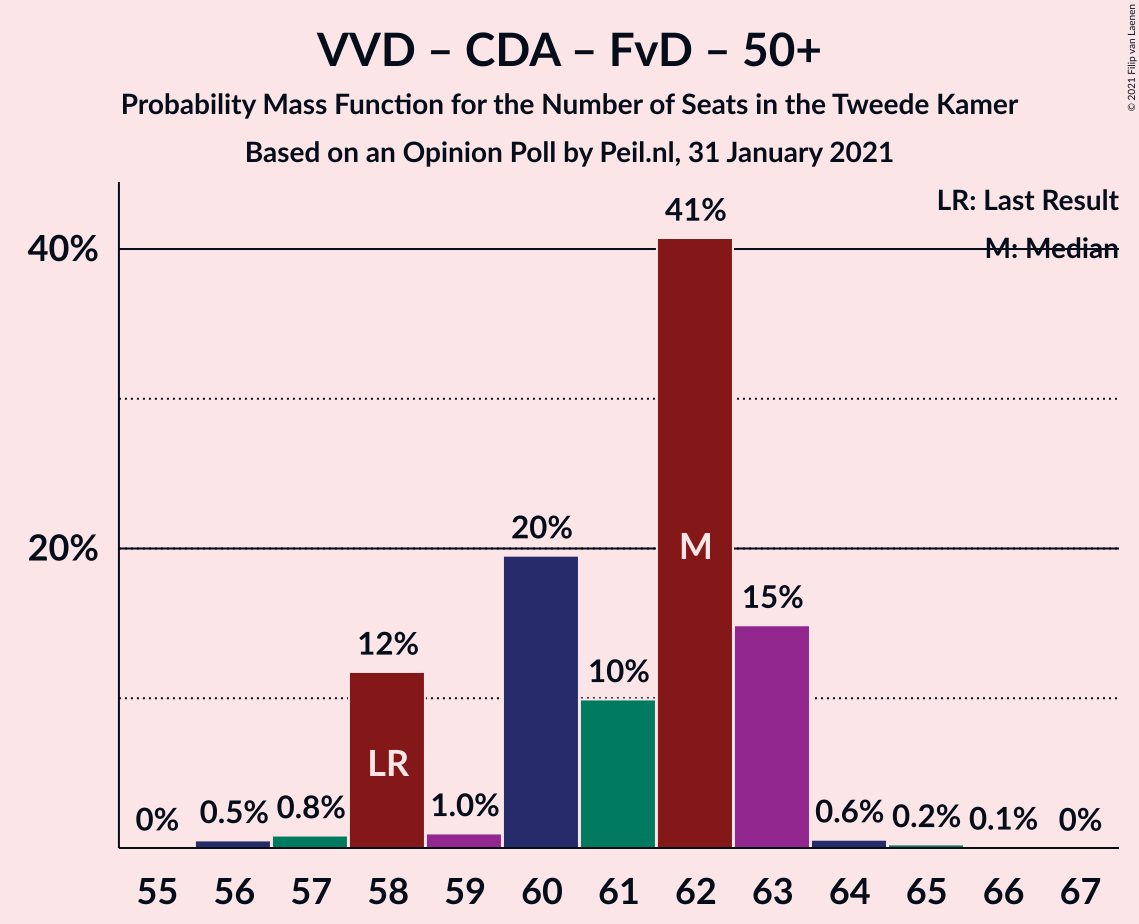 VVD – CDA – FvD – 50+
Probability Mass Function for the Number of Seats in the Tweede Kamer
Based on an Opinion Poll by Peil.nl, 31 January 2021
© 2021 Filip van Laenen
LR: Last Result
M: Median
40%
20%
0%
0.5%
0.8%
12%
1.0%
20%
10%
41%
15%
0.6%
0.2%
0.1%
0%
LR
M
55 56 57 58 59 60 61 62 63 64 65 66 67